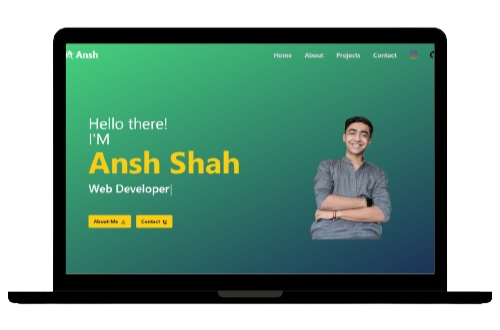 Ansh
Home About Projects Contact
Hello there!
I'M
Ansh Shah
Web Developer
About Me Contact